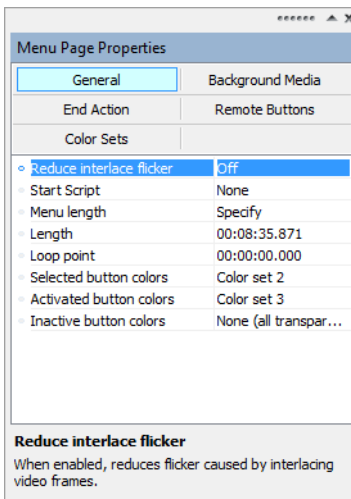 Menu Page Properties
General Background Media
End Action Remote Buttons
Color Sets
Reduce interlace flicker Off
Start Script None
Menu length Specify
Length 00:08:35.871
Loop point 00:00:00.000
Selected button colors Color set 2
Activated button colors Color set 3
Inactive button colors None (all transpar...
Reduce interlace flicker
When enabled, reduces flicker caused by interlacing
video frames.